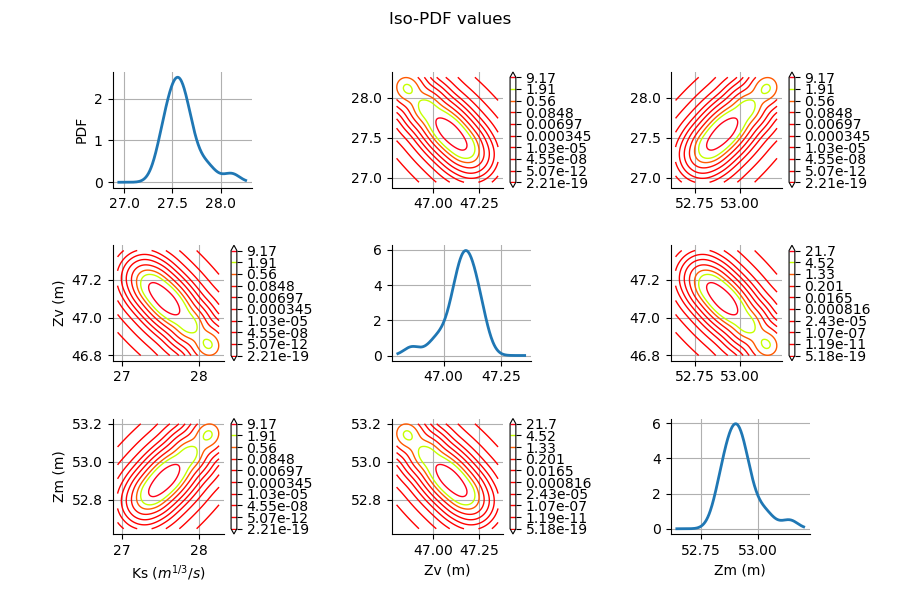 Iso-PDF values
PDF
2
1
0
27.0 27.5 28.0
28.0
27.5
27.0
47.00 47.25
9.17
1.91
0.56
0.0848
0.00697
0.000345
1.03e-05
4.55e-08
5.07e-12
2.21e-19
28.0
27.5
27.0
52.75 53.00
9.17
1.91
0.56
0.0848
0.00697
0.000345
1.03e-05
4.55e-08
5.07e-12
2.21e-19
Zv (m)
47.2
47.0
46.8
27 28
9.17
1.91
0.56
0.0848
0.00697
0.000345
1.03e-05
4.55e-08
5.07e-12
2.21e-19
6
4
2
0
47.00 47.25
47.2
47.0
46.8
52.75 53.00
21.7
4.52
1.33
0.201
0.0165
0.000816
2.43e-05
1.07e-07
1.19e-11
5.18e-19
Zm (m)
53.2
53.0
52.8
27 28
Ks (m^{1/3}/s)
9.17
1.91
0.56
0.0848
0.00697
0.000345
1.03e-05
4.55e-08
5.07e-12
2.21e-19
53.2
53.0
52.8
47.00 47.25
Zv (m)
21.7
4.52
1.33
0.201
0.0165
0.000816
2.43e-05
1.07e-07
1.19e-11
5.18e-19
6
4
2
0
52.75 53.00
Zm (m)